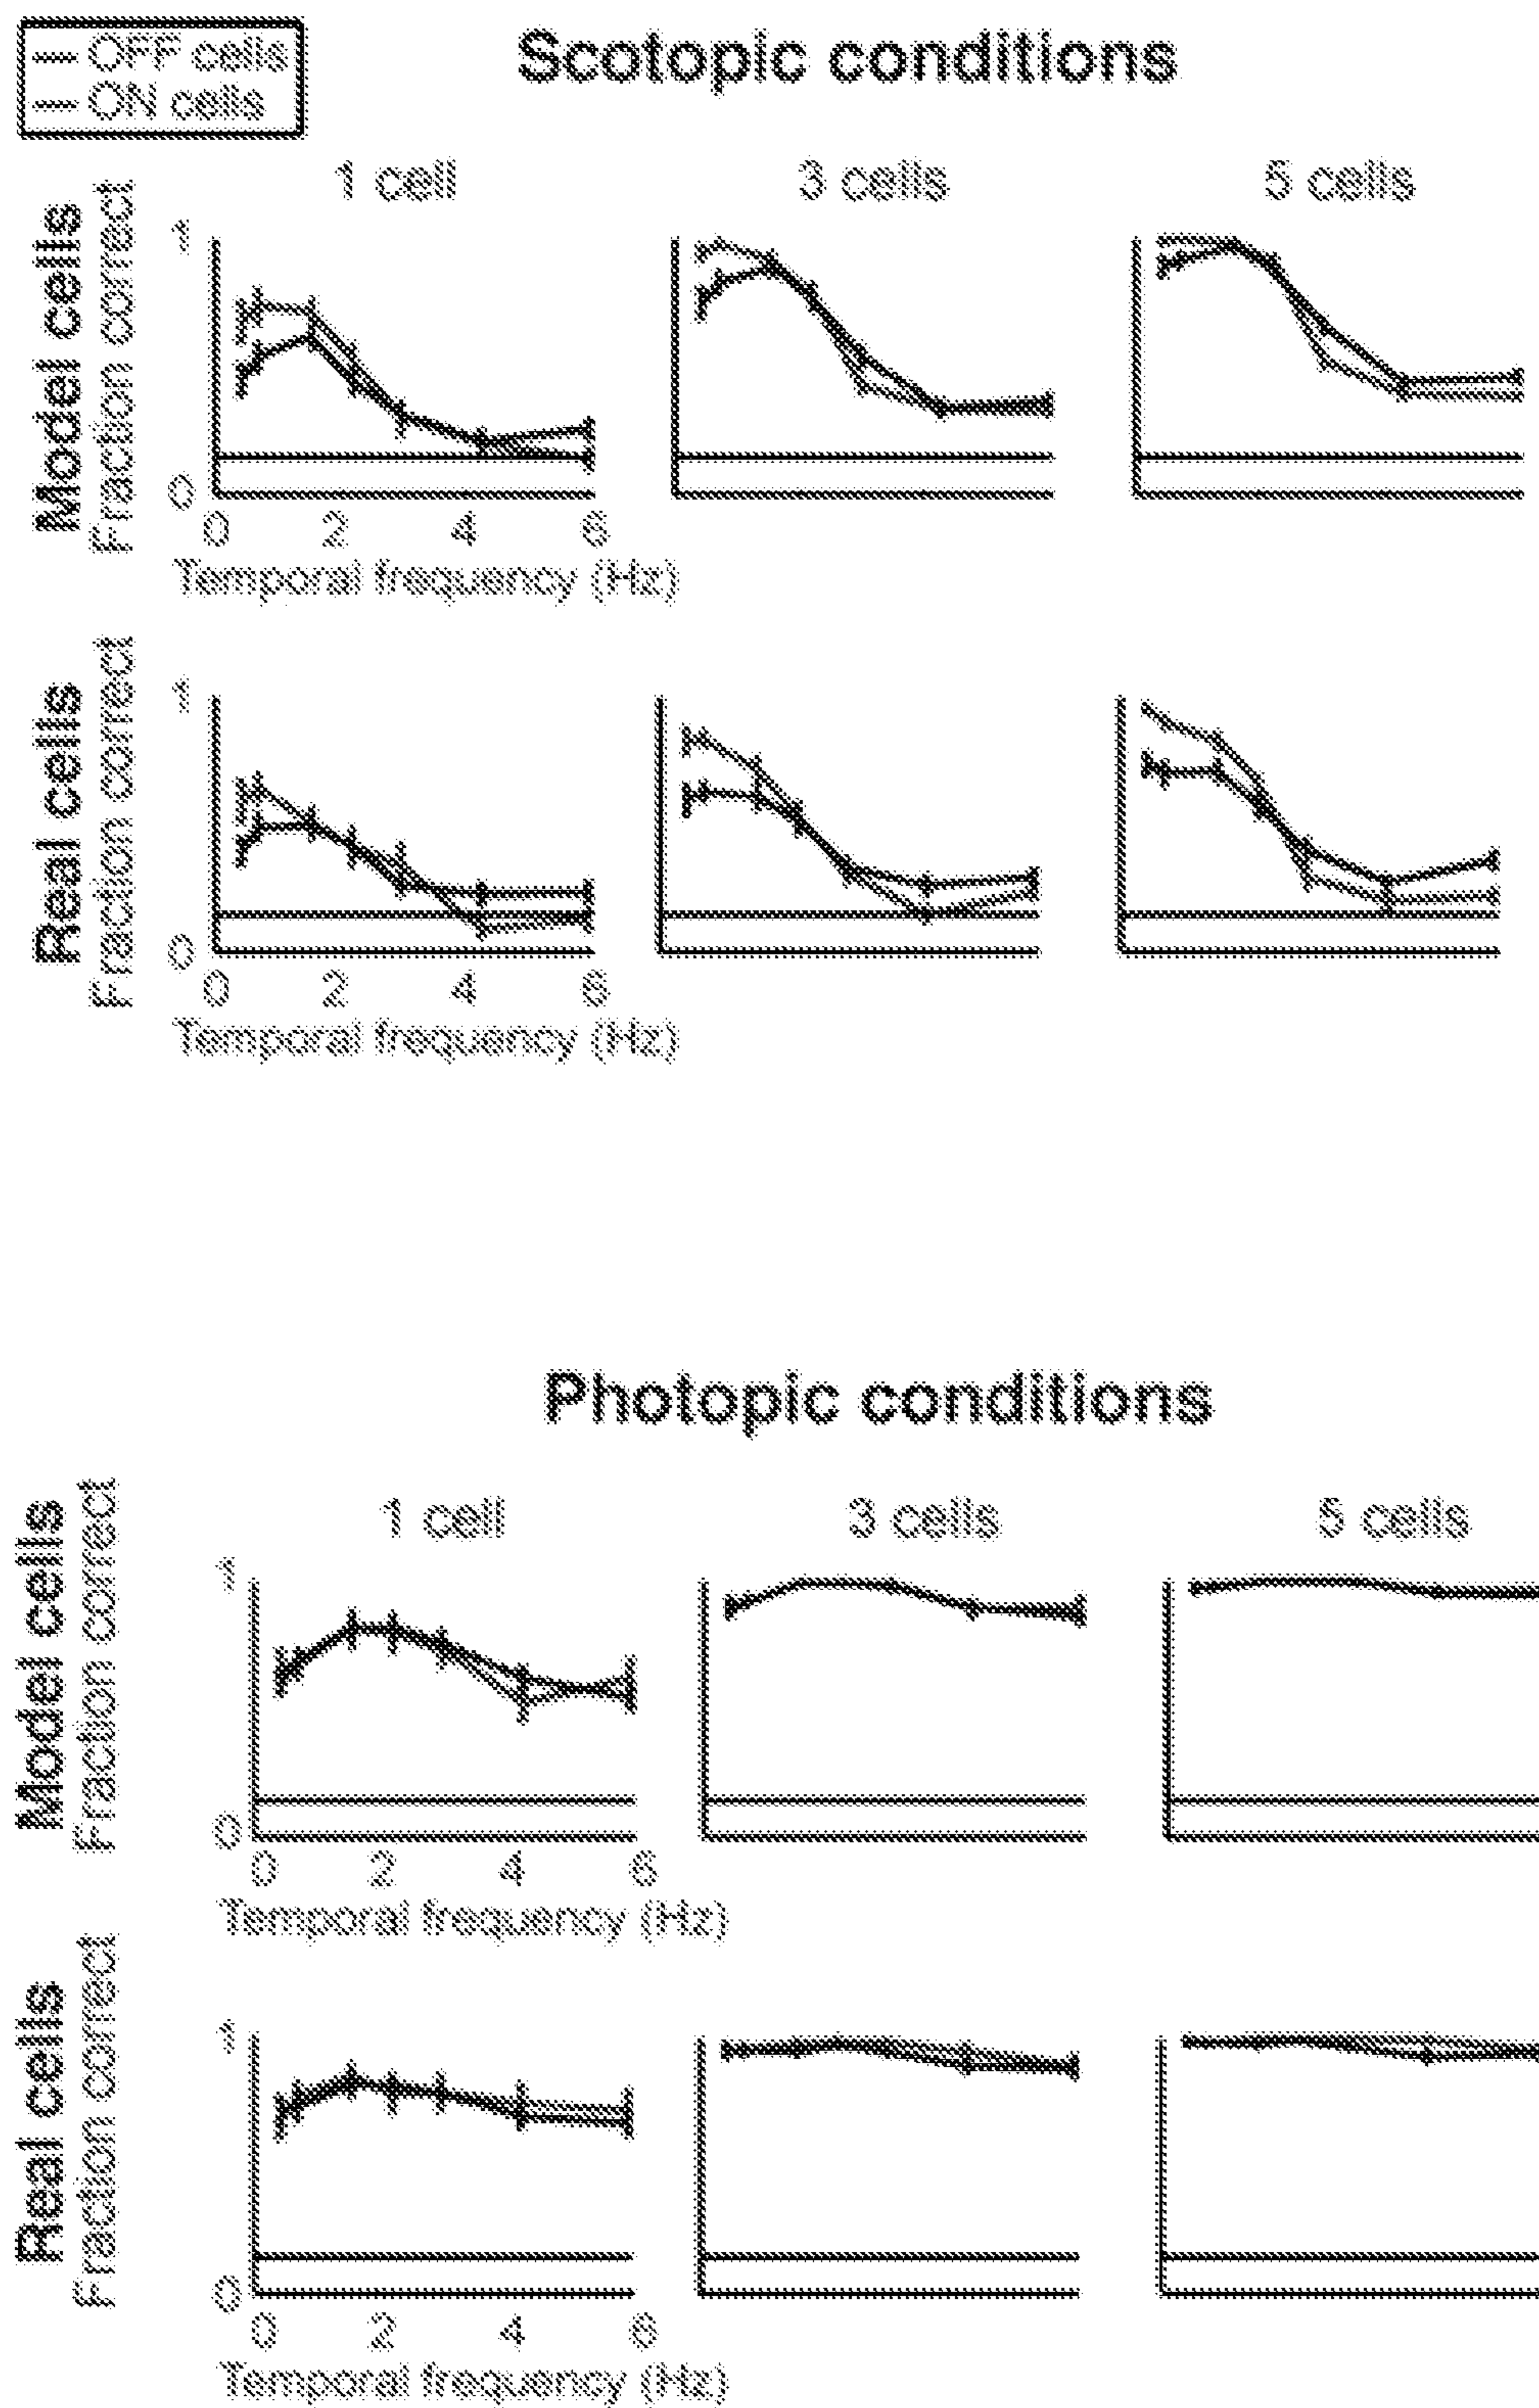 OFF cells
ON cells
Scotopic conditions
1 cell
3 cells
5 cells
Model cells
Fraction correct
1
0
0 2 4 6
Temporal frequency (Hz)
Real cells
Fraction correct
1
0
0 2 4 6
Temporal frequency (Hz)
Photopic conditions
1 cell
3 cells
5 cells
Model cells
Fraction correct
1
0
0 2 4 6
Temporal frequency (Hz)
Real cells
Fraction correct
1
0
0 2 4 6
Temporal frequency (Hz)